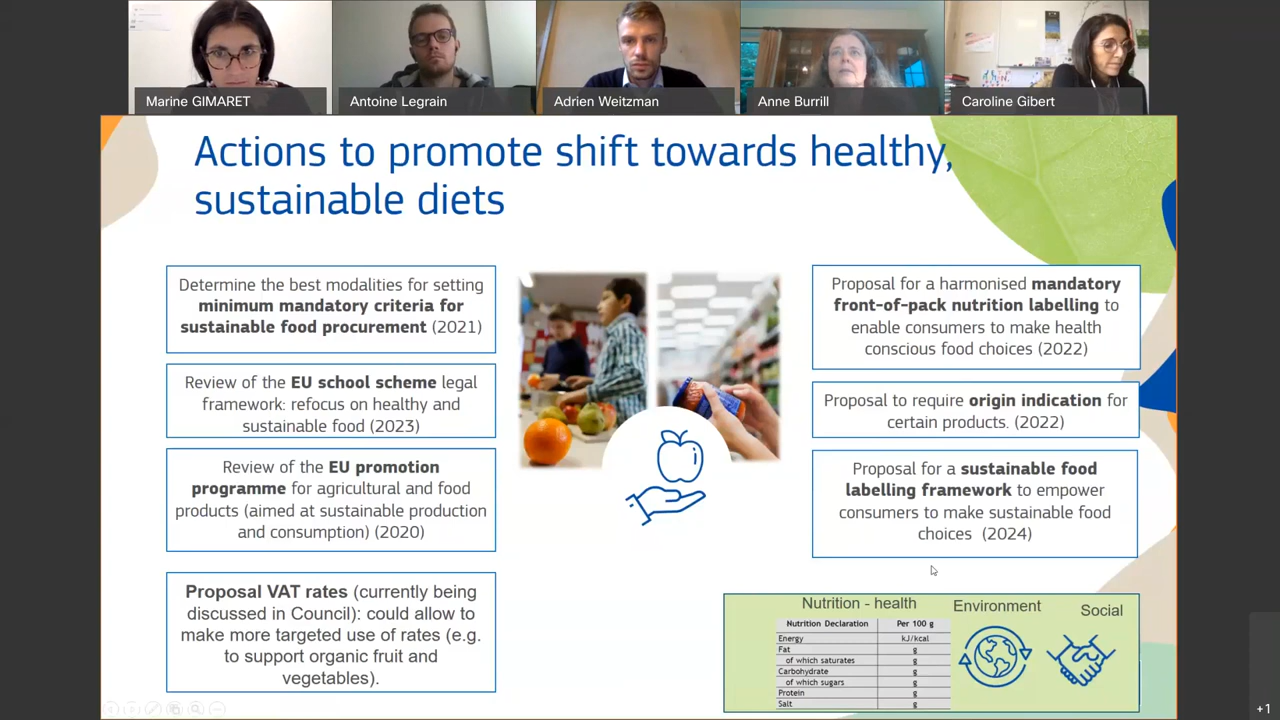 Marine GIMARET
Antoine Legrain
Adrien Weitzman
Anne Burrill
Caroline Gibert
Actions to promote shift towards healthy,
sustainable diets
Determine the best modalities for setting
minimum mandatory criteria for
sustainable food procurement (2021)
Review of the EU school scheme legal
framework: refocus on healthy and
sustainable food (2023)
Review of the EU promotion
programme for agricultural and food
products (aimed at sustainable production
and consumption) (2020)
Proposal VAT rates (currently being
discussed in Council): could allow to
make more targeted use of rates (e.g.
to support organic fruit and
vegetables).
Proposal for a harmonised mandatory
front-of-pack nutrition labelling to
enable consumers to make health
conscious food choices (2022)
Proposal to require origin indication for
certain products. (2022)
Proposal for a sustainable food
labelling framework to empower
consumers to make sustainable food
choices (2024)
Nutrition - health
Environment
Social
Nutrition Declaration Per 100 g
Energy kJ/kcal
Fat g
of which saturates g
Carbohydrate g
of which sugars g
Protein g
Salt g
+1